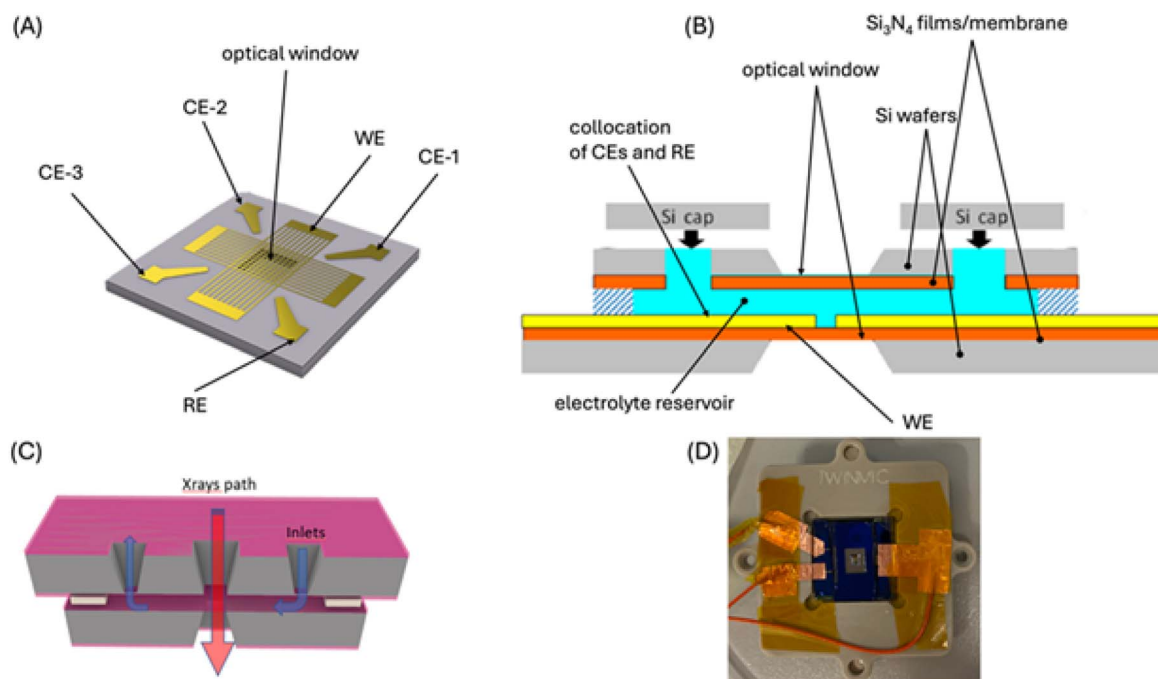 (A)
optical window
CE-2
WE
CE-1
CE-3
RE
(B)
Si₃N₄ films/membrane
optical window
Si wafers
collocation
of CEs and RE
Si cap
Si cap
electrolyte reservoir
WE
(C)
Xrays path
Inlets
(D)
TWINMIC